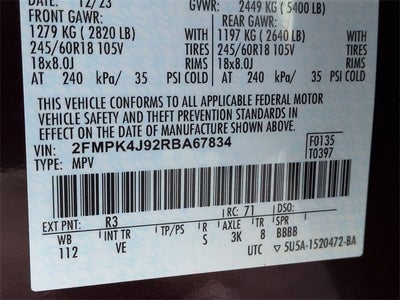 DATE: 12/23 GVWR: 2449 KG ( 5400 LB)
FRONT GAWR: REAR GAWR:
1279 KG ( 2820 LB) WITH 1197 KG ( 2640 LB) WITH
245/60R18 105V TIRES 245/60R18 105V TIRES
18x8.0J RIMS 18x8.0J
AT 240 kPa/ 35 PSI COLD AT 240 kPa/ 35 PSI COLD
THIS VEHICLE CONFORMS TO ALL APPLICABLE FEDERAL MOTOR
VEHICLE SAFETY AND THEFT PREVENTION STANDARDS IN
EFFECT ON THE DATE OF MANUFACTURE SHOWN ABOVE.
VIN: 2FMPK4J92RBA67834 F0135
TYPE: MPV T0397
EXT PNT: R3 RC: 71 DSO:
WB INT TR TP/PS R AXLE TR SPR
112 VE S 3K 8 BBBB
UTC ▽ 5U5A-1520472-BA